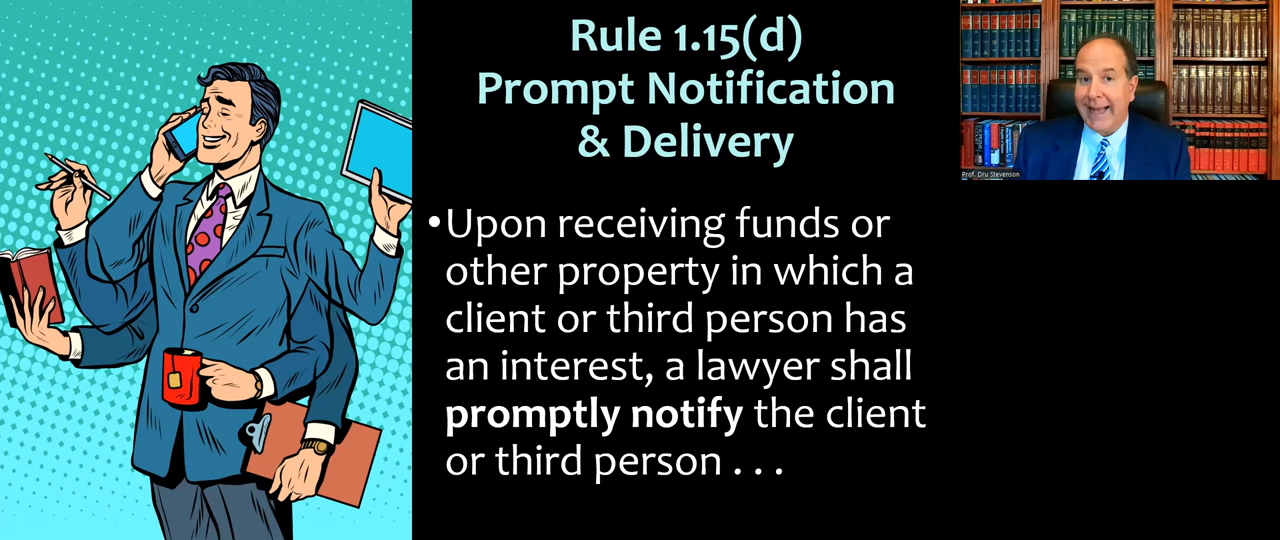 Rule 1.15(d)
Prompt Notification
& Delivery
•Upon receiving funds or
other property in which a
client or third person has
an interest, a lawyer shall
promptly notify the client
or third person . . .
Prof. Dru Stevenson